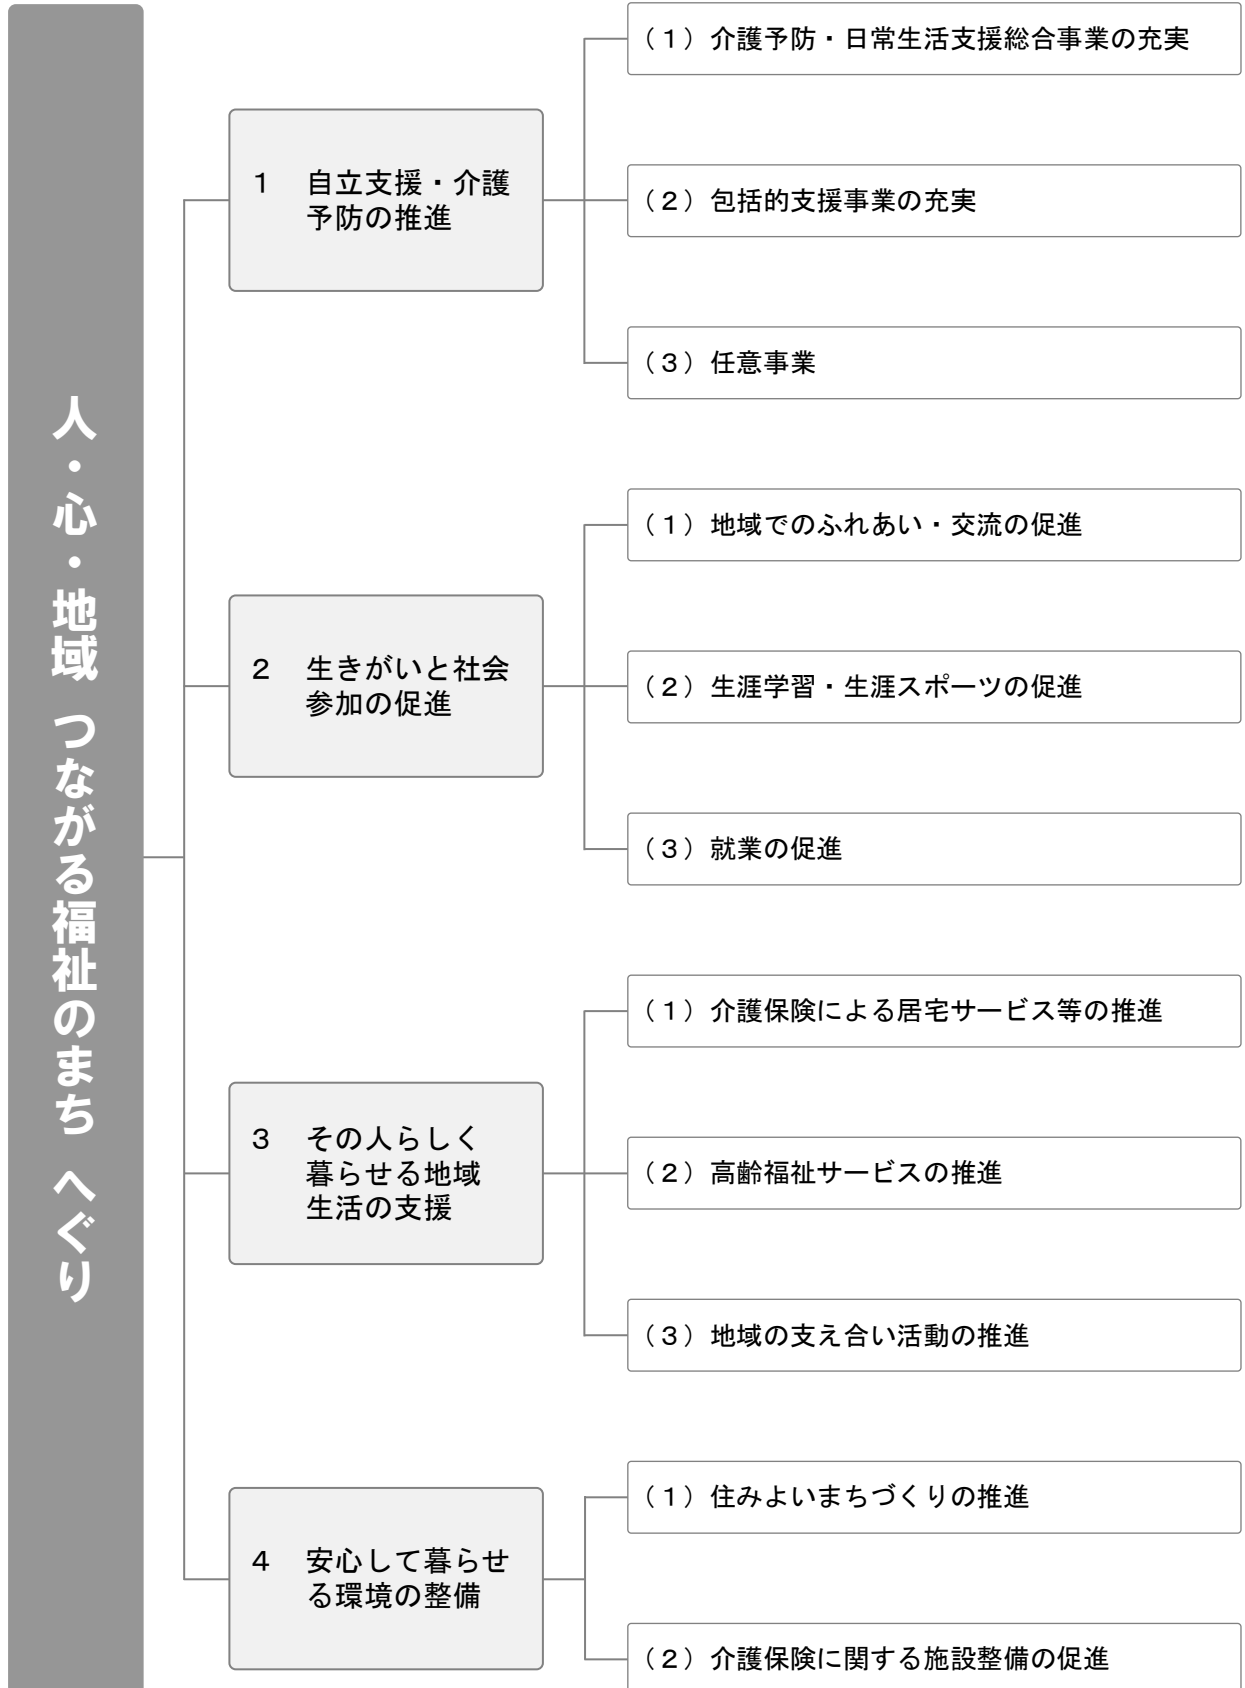 人・心・地域 つながる福祉のまち へぐり
1 自立支援・介護
予防の推進
(1)介護予防・日常生活支援総合事業の充実
(2)包括的支援事業の充実
(3)任意事業
2 生きがいと社会
参加の促進
(1)地域でのふれあい・交流の促進
(2)生涯学習・生涯スポーツの促進
(3)就業の促進
3 その人らしく
暮らせる地域
生活の支援
(1)介護保険による居宅サービス等の推進
(2)高齢福祉サービスの推進
(3)地域の支え合い活動の推進
4 安心して暮らせ
る環境の整備
(1)住みよいまちづくりの推進
(2)介護保険に関する施設整備の促進